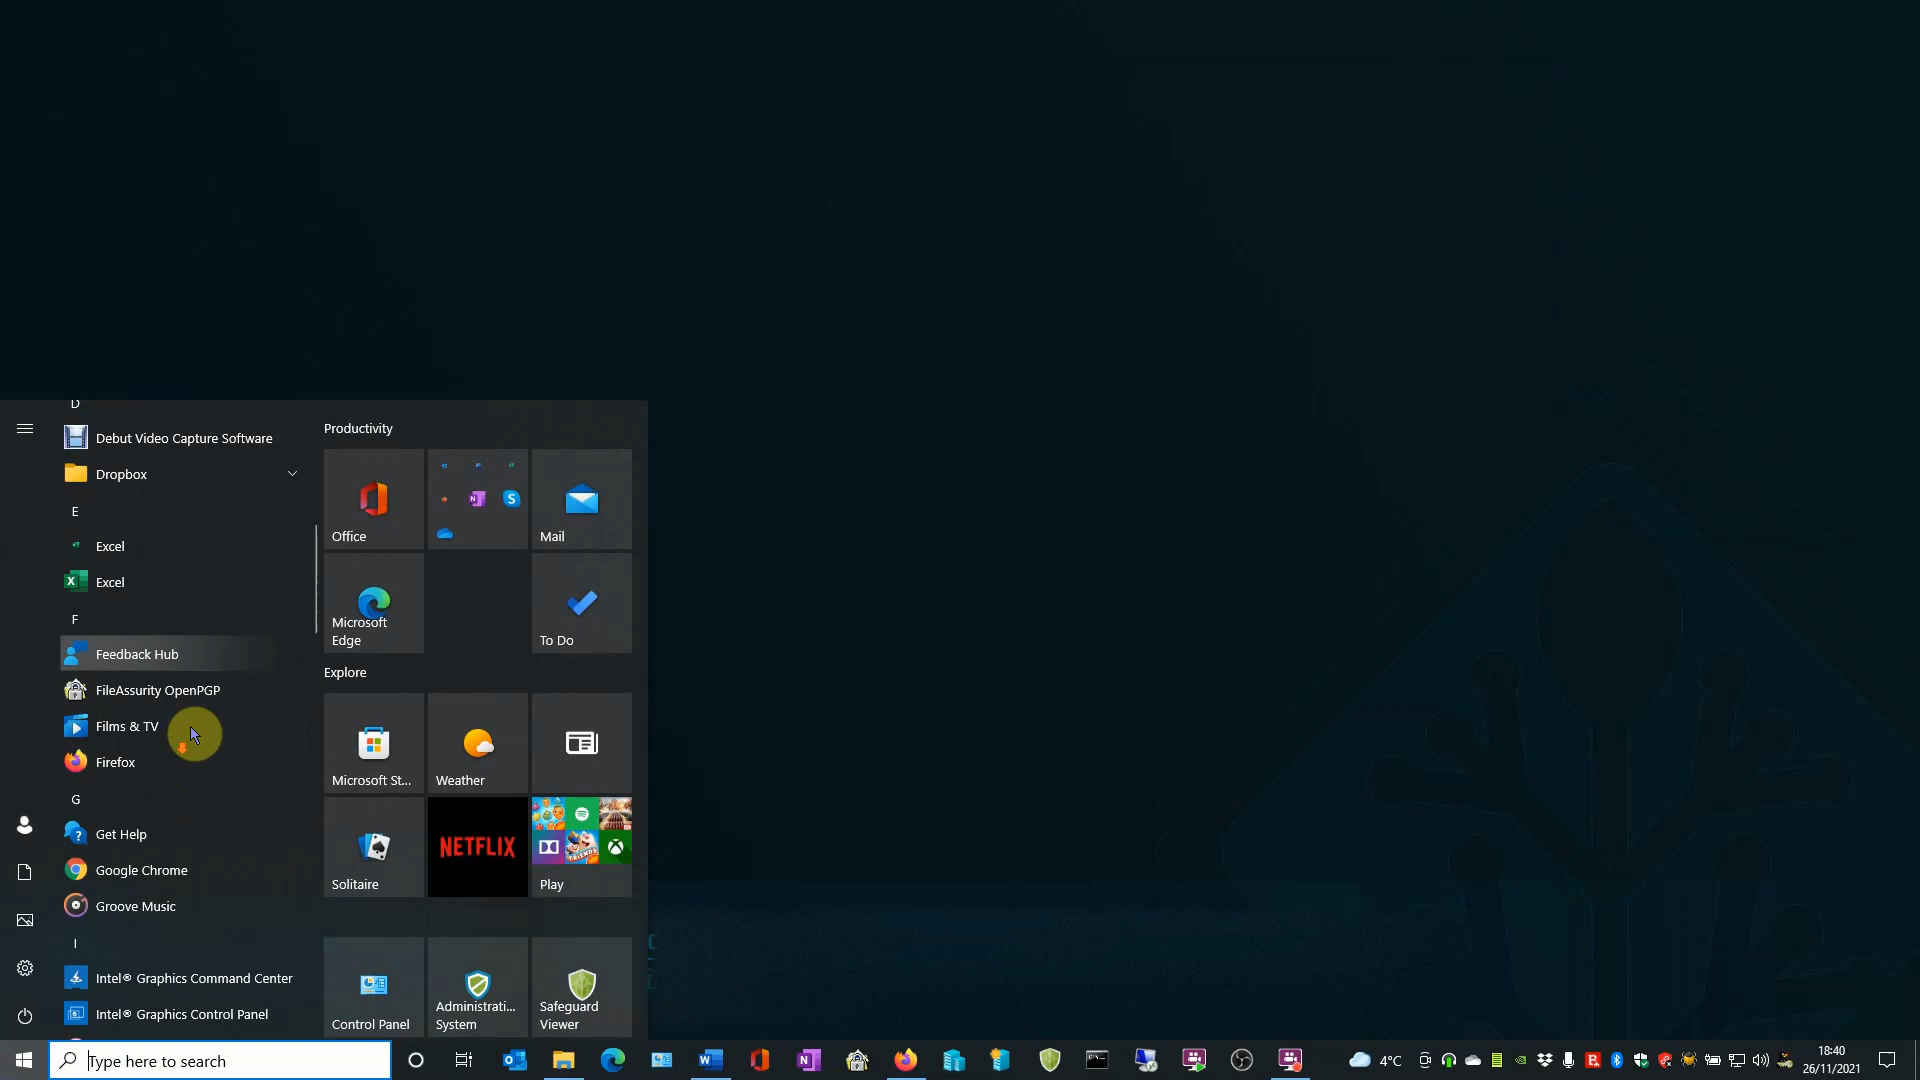 D
Debut Video Capture Software
Dropbox
E
Excel
Excel
F
Feedback Hub
FileAssurity OpenPGP
Films & TV
Firefox
G
Get Help
Google Chrome
Groove Music
I
Intel® Graphics Command Center
Intel® Graphics Control Panel
Productivity
Office
Mail
Microsoft
Edge
To Do
Explore
Microsoft St...
Weather
Solitaire
NETFLIX
Play
Control Panel
Administrati...
System
Safeguard
Viewer
Type here to search
4°C
18:40
26/11/2021